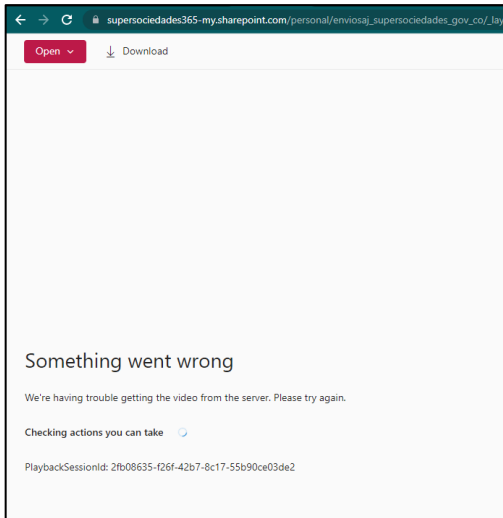 supersociedades365-my.sharepoint.com/personal/enviosaj_supersociedades_gov_co/_lay
Open
Download
Something went wrong
We're having trouble getting the video from the server. Please try again.
Checking actions you can take
PlaybackSessionId: 2fb08635-f26f-42b7-8c17-55b90ce03de2